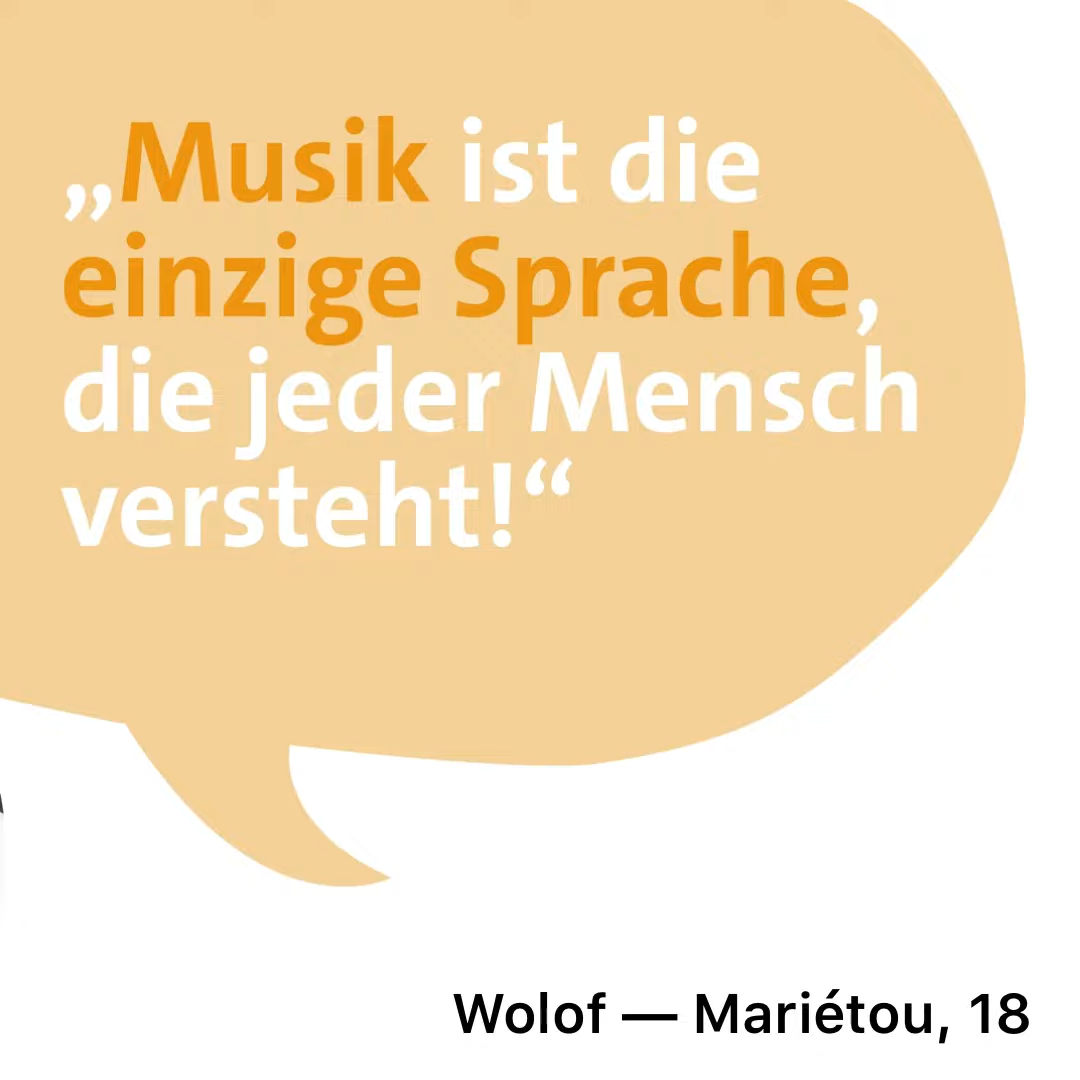 „Musik ist die
einzige Sprache,
die jeder Mensch
versteht!“
Wolof — Mariétou, 18